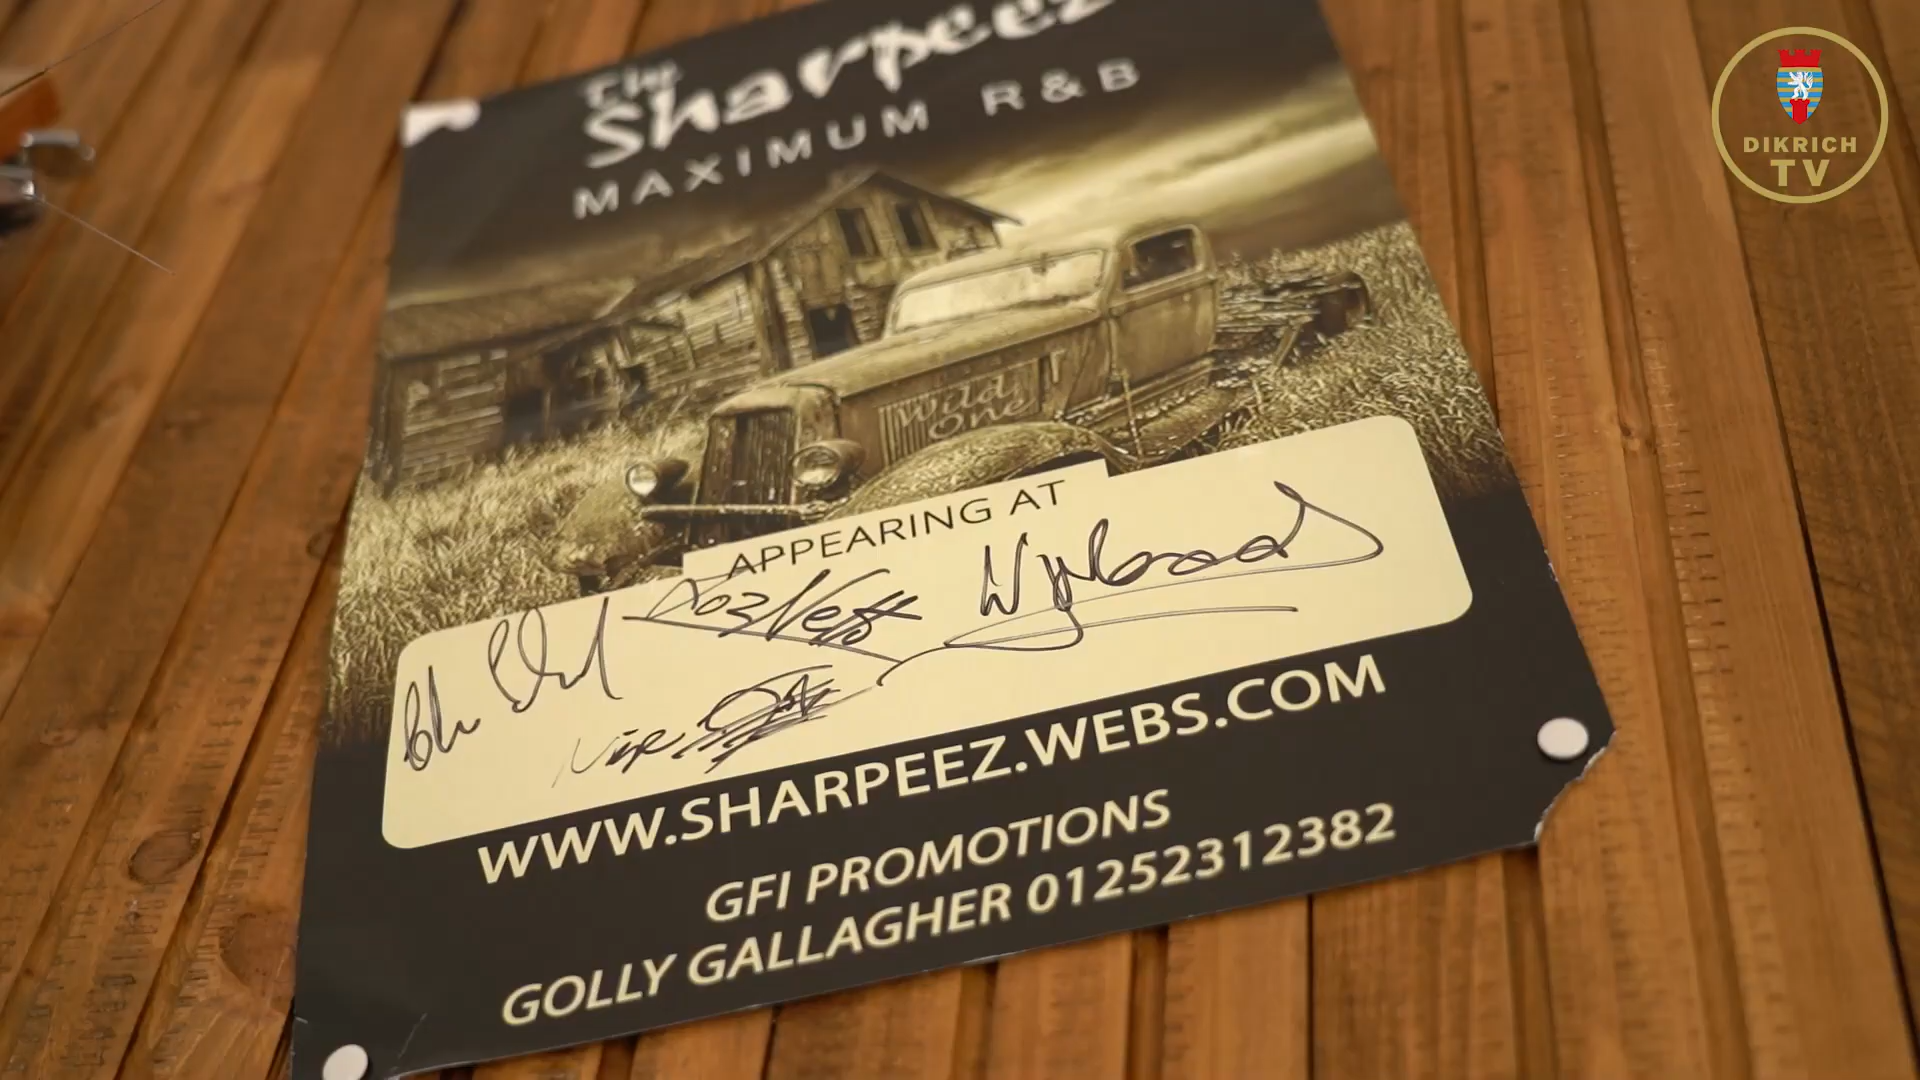 The
Sharpeez
MAXIMUM R&B
Wild
One
APPEARING AT
WWW.SHARPEEZ.WEBS.COM
GFI PROMOTIONS
GOLLY GALLAGHER 01252312382
DIKRICH
TV